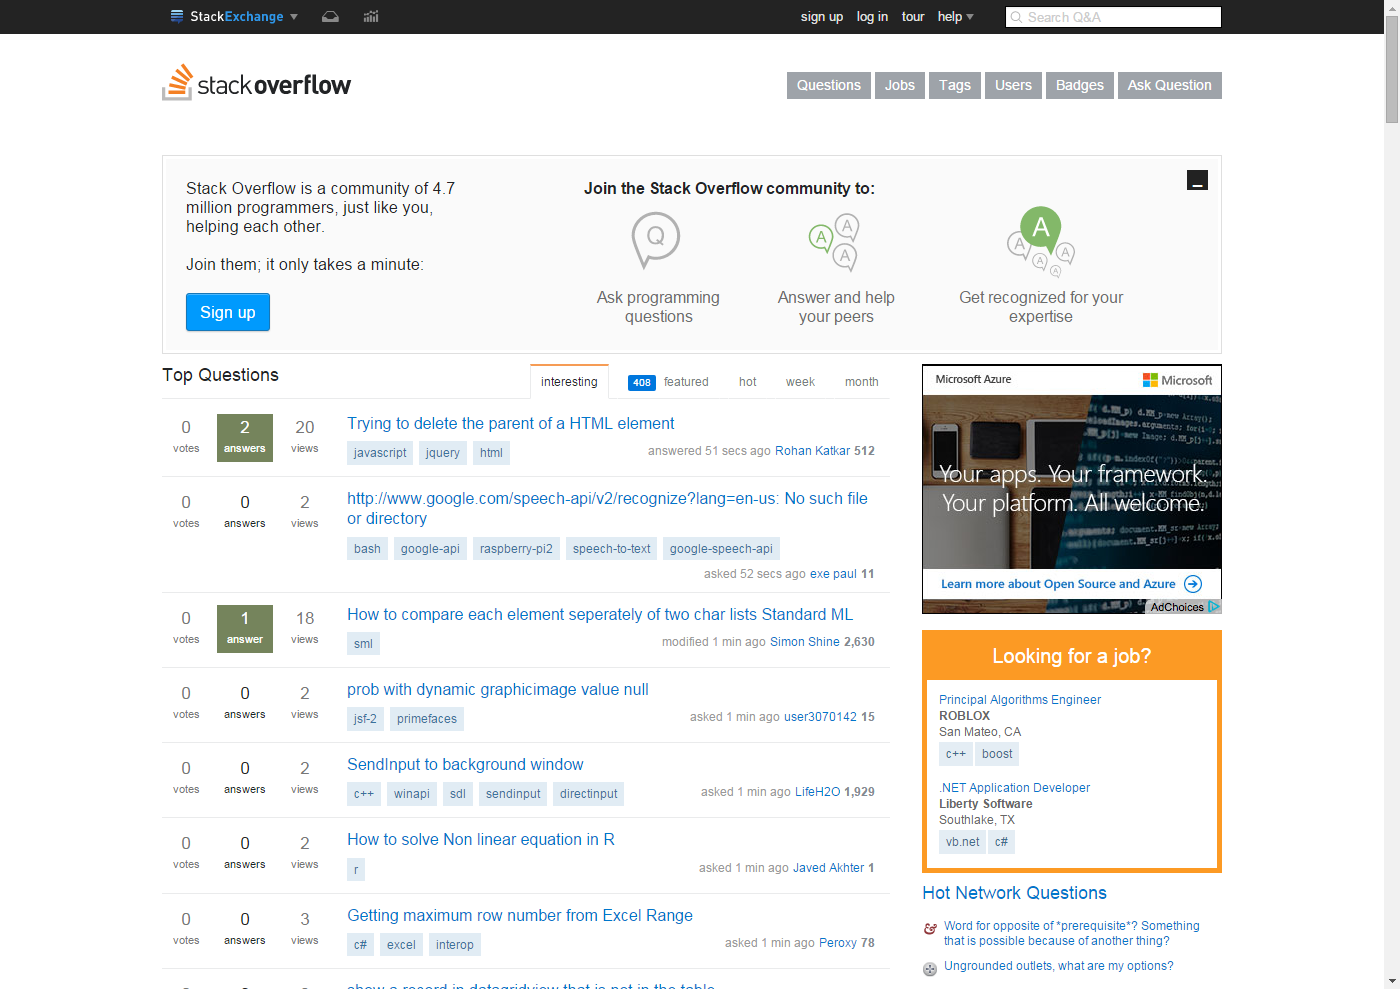 StackExchange
sign up log in tour help
Search Q&A
stackoverflow
Questions Jobs Tags Users Badges Ask Question
Stack Overflow is a community of 4.7
million programmers, just like you,
helping each other.
Join them; it only takes a minute:
Sign up
Join the Stack Overflow community to:
Q
A A A
A A A A A
Ask programming
questions
Answer and help
your peers
Get recognized for your
expertise
Top Questions
interesting 408 featured hot week month
0 votes 2 answers 20 views
Trying to delete the parent of a HTML element
javascript jquery html
answered 51 secs ago Rohan Katkar 512
0 votes 0 answers 2 views
http://www.google.com/speech-api/v2/recognize?lang=en-us: No such file
or directory
bash google-api raspberry-pi2 speech-to-text google-speech-api
asked 52 secs ago exe paul 11
0 votes 1 answer 18 views
How to compare each element seperately of two char lists Standard ML
sml
modified 1 min ago Simon Shine 2,630
0 votes 0 answers 2 views
prob with dynamic graphicimage value null
jsf-2 primefaces
asked 1 min ago user3070142 15
0 votes 0 answers 2 views
SendInput to background window
c++ winapi sdl sendinput directinput
asked 1 min ago LifeH2O 1,929
0 votes 0 answers 2 views
How to solve Non linear equation in R
r
asked 1 min ago Javed Akhter 1
0 votes 0 answers 3 views
Getting maximum row number from Excel Range
c# excel interop
asked 1 min ago Peroxy 78
show a record in datagridview that is not in the table
Microsoft Azure
Microsoft
Your apps. Your framework.
Your platform. All welcome.
Learn more about Open Source and Azure
AdChoices
Looking for a job?
Principal Algorithms Engineer
ROBLOX
San Mateo, CA
c++ boost
.NET Application Developer
Liberty Software
Southlake, TX
vb.net c#
Hot Network Questions
Word for opposite of *prerequisite*? Something
that is possible because of another thing?
Ungrounded outlets, what are my options?